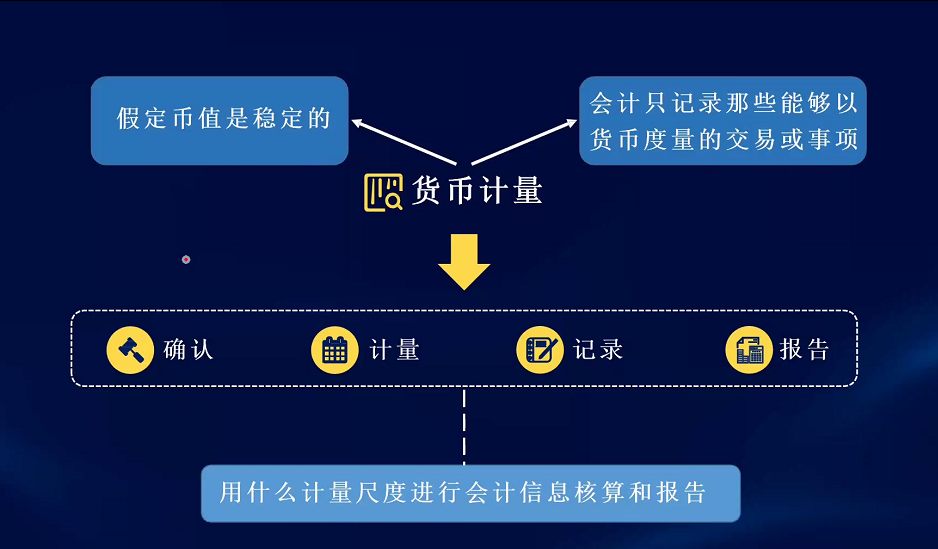 假定币值是稳定的
会计只记录那些能够以
货币度量的交易或事项
货币计量
确认
计量
记录
报告
用什么计量尺度进行会计信息核算和报告